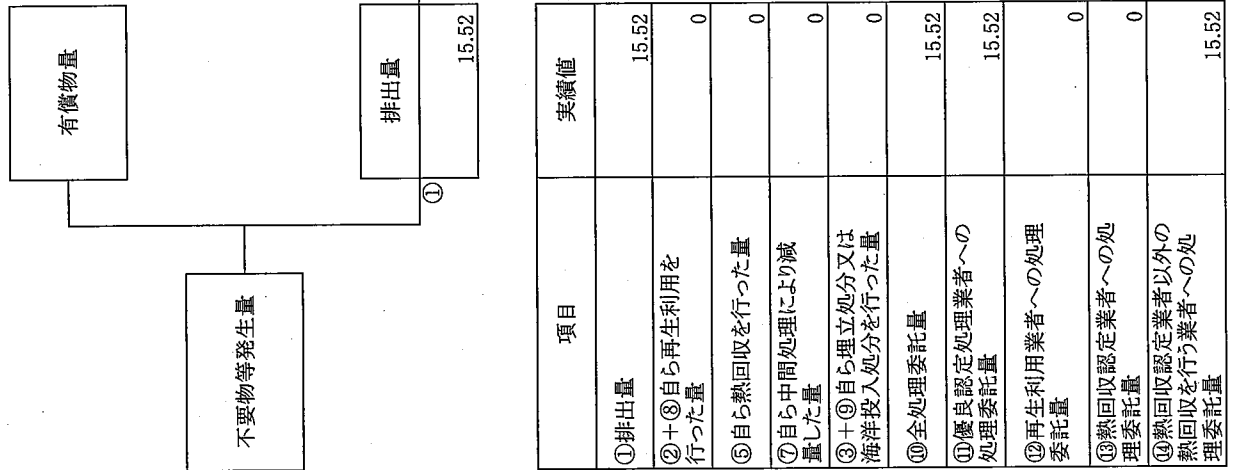 不要物等発生量
有償物量
排出量
①
15.52
項目
実績値
①排出量
15.52
②+⑧自ら再生利用を
行った量
0
⑤自ら熱回収を行った量
0
⑦自ら中間処理により減
量した量
0
③+⑨自ら埋立処分又は
海洋投入処分を行った量
0
⑩全処理委託量
15.52
⑪優良認定処理業者への
処理委託量
15.52
⑫再生利用業者への処理
委託量
0
⑬熱回収認定業者への処
理委託量
0
⑭熱回収認定業者以外の
熱回収を行う業者への処
理委託量
15.52